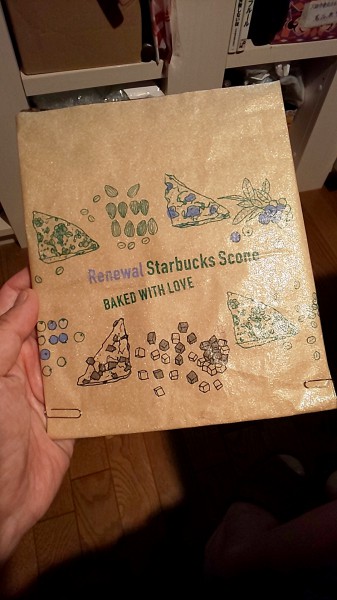 Renewal Starbucks Scone
BAKED WITH LOVE